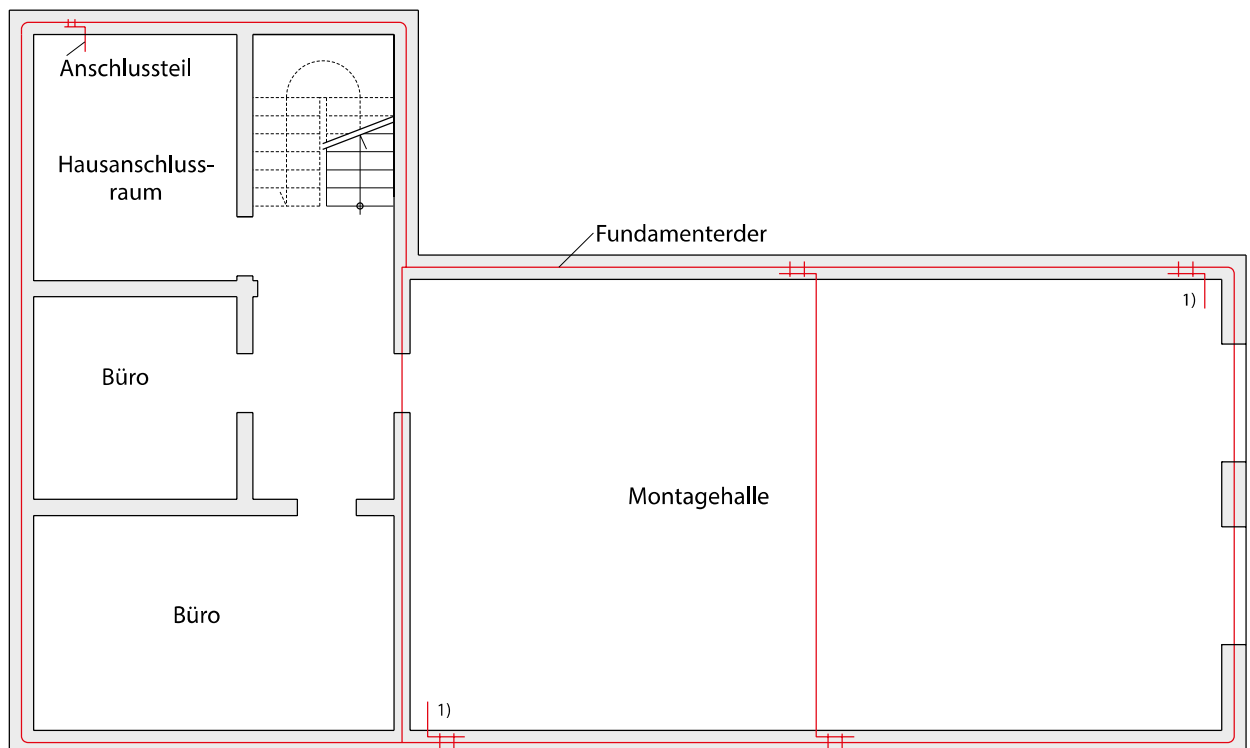 Anschlussteil
Hausanschluss-
raum
Fundamenterder
1)
Büro
Montagehalle
Büro
1)